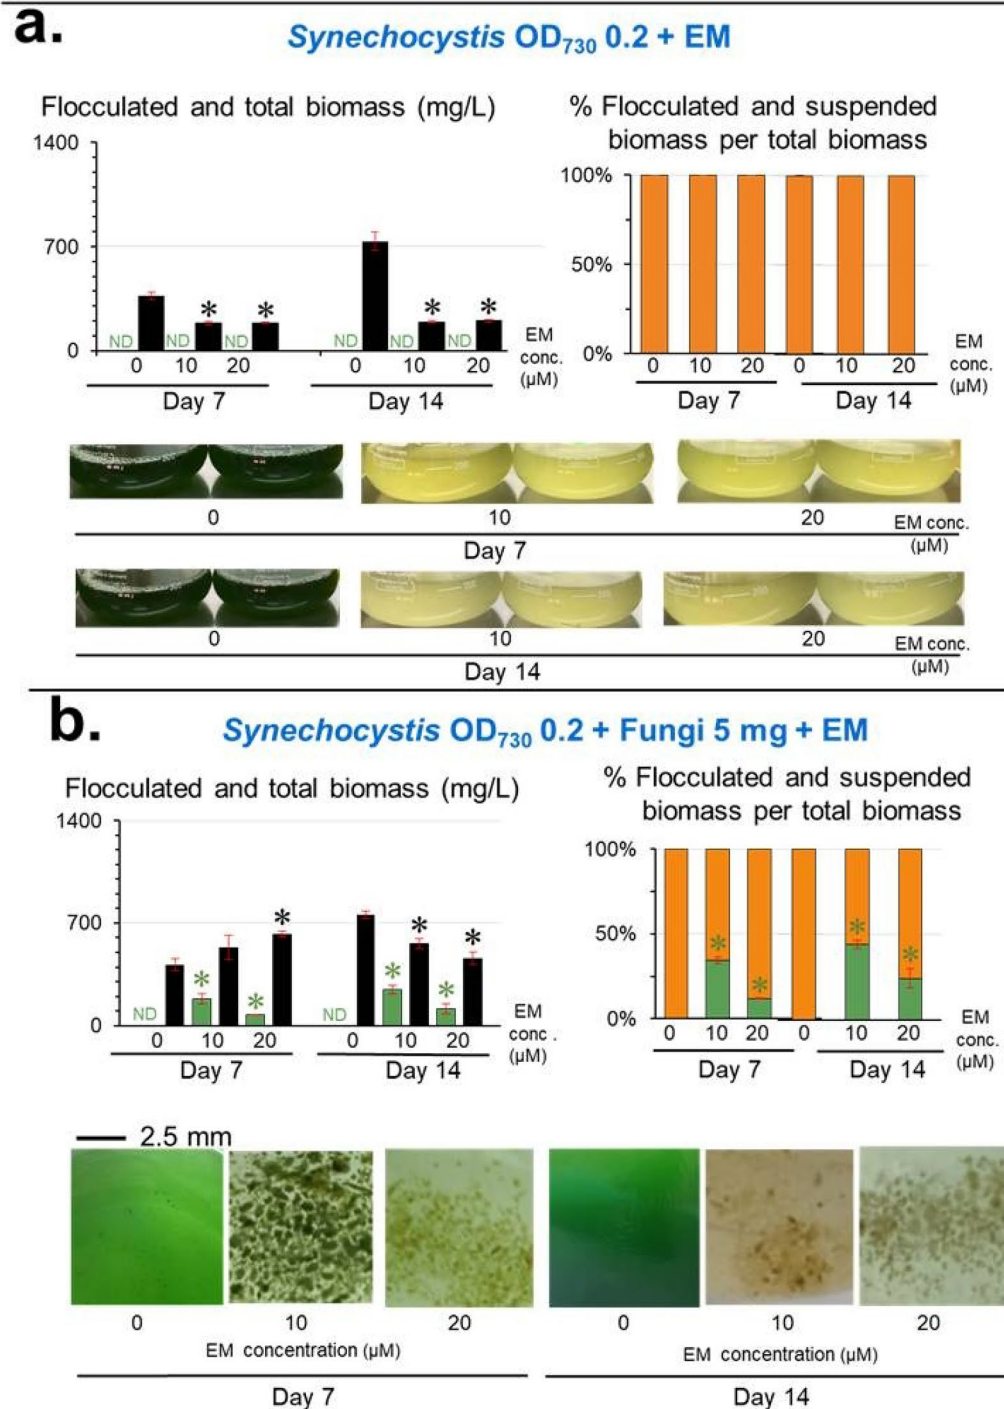 a.
Synechocystis OD730 0.2 + EM
Flocculated and total biomass (mg/L)
1400
700
0
ND ND ND ND ND ND
* * * *
0 10 20 0 10 20
Day 7 Day 14
EM
conc.
(µM)
% Flocculated and suspended
biomass per total biomass
100%
50%
0%
0 10 20 0 10 20
Day 7 Day 14
EM
conc.
(µM)
0 10 20 EM conc.
(µM)
Day 7
0 10 20 EM conc.
(µM)
Day 14
b.
Synechocystis OD730 0.2 + Fungi 5 mg + EM
Flocculated and total biomass (mg/L)
1400
700
0
ND ND
* * * * * * *
0 10 20 0 10 20
Day 7 Day 14
EM
conc .
(µM)
% Flocculated and suspended
biomass per total biomass
100%
50%
0%
* * * *
0 10 20 0 10 20
Day 7 Day 14
EM
conc.
(µM)
2.5 mm
0 10 20 0 10 20
EM concentration (µM) EM concentration (µM)
Day 7 Day 14